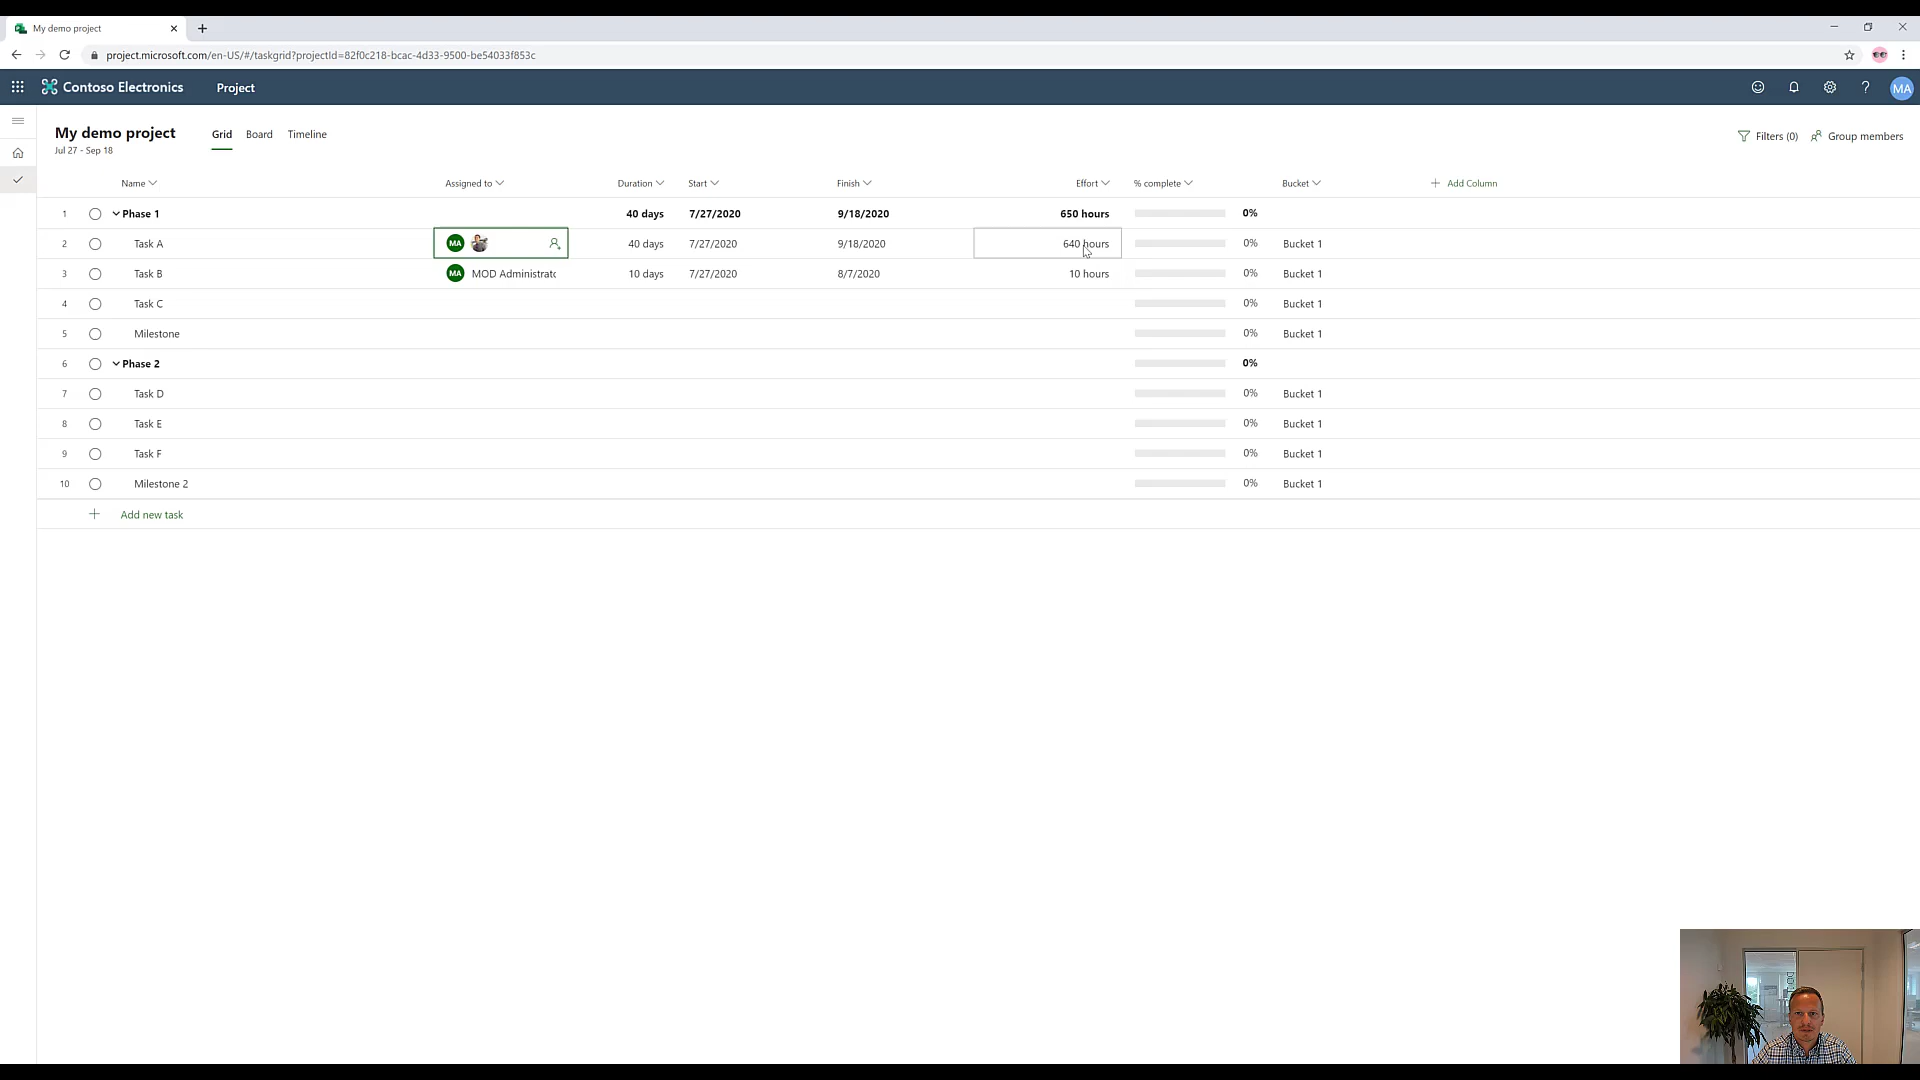 My demo project
project.microsoft.com/en-US/#/taskgrid?projectId=82f0c218-bcac-4d33-9500-be54033f853c
Contoso Electronics Project ? MA
My demo project Grid Board Timeline Filters (0) Group members
Jul 27 - Sep 18
Name Assigned to Duration Start Finish Effort % complete Bucket Add Column
1 Phase 1 40 days 7/27/2020 9/18/2020 650 hours 0%
2 Task A MA 40 days 7/27/2020 9/18/2020 640 hours 0% Bucket 1
3 Task B MA MOD Administratc 10 days 7/27/2020 8/7/2020 10 hours 0% Bucket 1
4 Task C 0% Bucket 1
5 Milestone 0% Bucket 1
6 Phase 2 0%
7 Task D 0% Bucket 1
8 Task E 0% Bucket 1
9 Task F 0% Bucket 1
10 Milestone 2 0% Bucket 1
Add new task